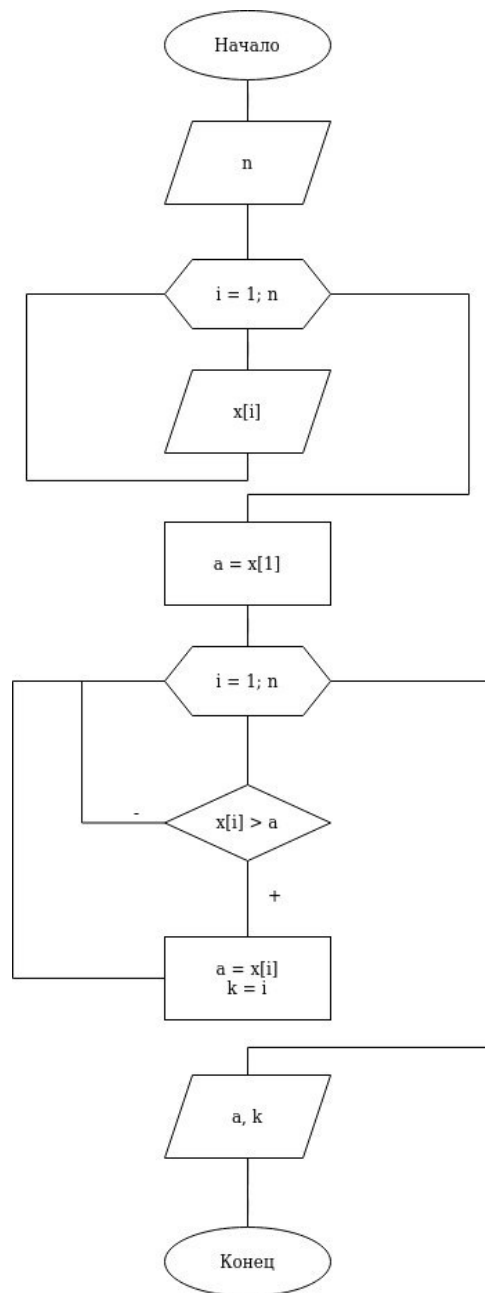 Начало
n
i = 1; n
x[i]
a = x[1]
i = 1; n
x[i] > a
-
+
a = x[i]
k = i
a, k
Конец